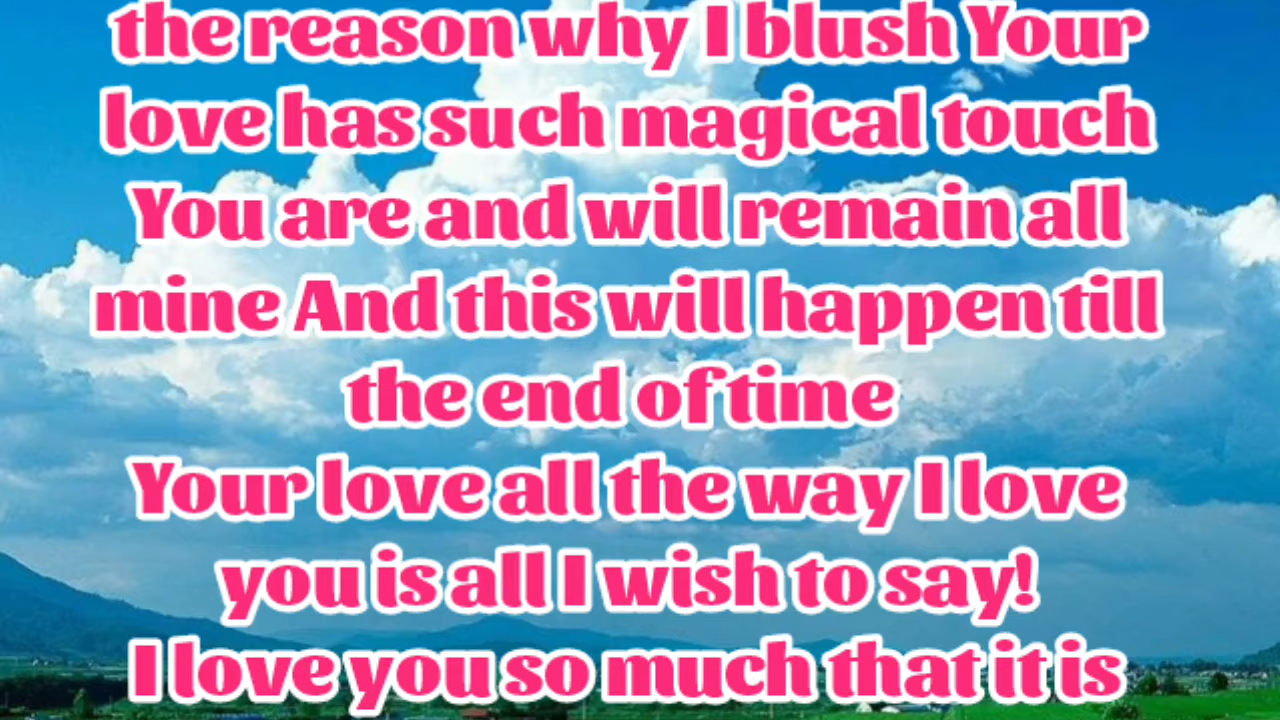 the reason why I blush Your
love has such magical touch
You are and will remain all
mine And this will happen till
the end of time
Your love all the way I love
you is all I wish to say!
I love you so much that it is